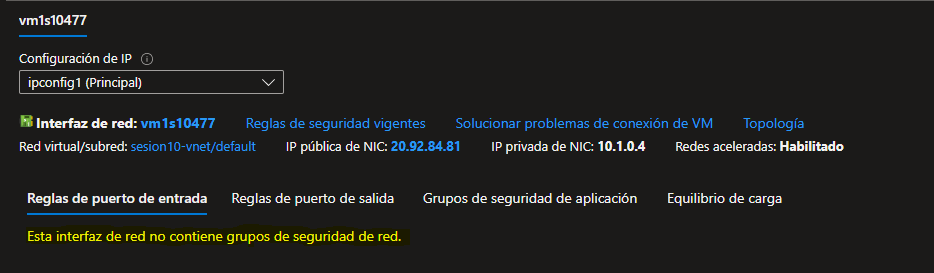 vm1s10477
Configuración de IP
ipconfig1 (Principal)
Interfaz de red: vm1s10477 Reglas de seguridad vigentes Solucionar problemas de conexión de VM Topología
Red virtual/subred: sesion10-vnet/default IP pública de NIC: 20.92.84.81 IP privada de NIC: 10.1.0.4 Redes aceleradas: Habilitado
Reglas de puerto de entrada Reglas de puerto de salida Grupos de seguridad de aplicación Equilibrio de carga
Esta interfaz de red no contiene grupos de seguridad de red.